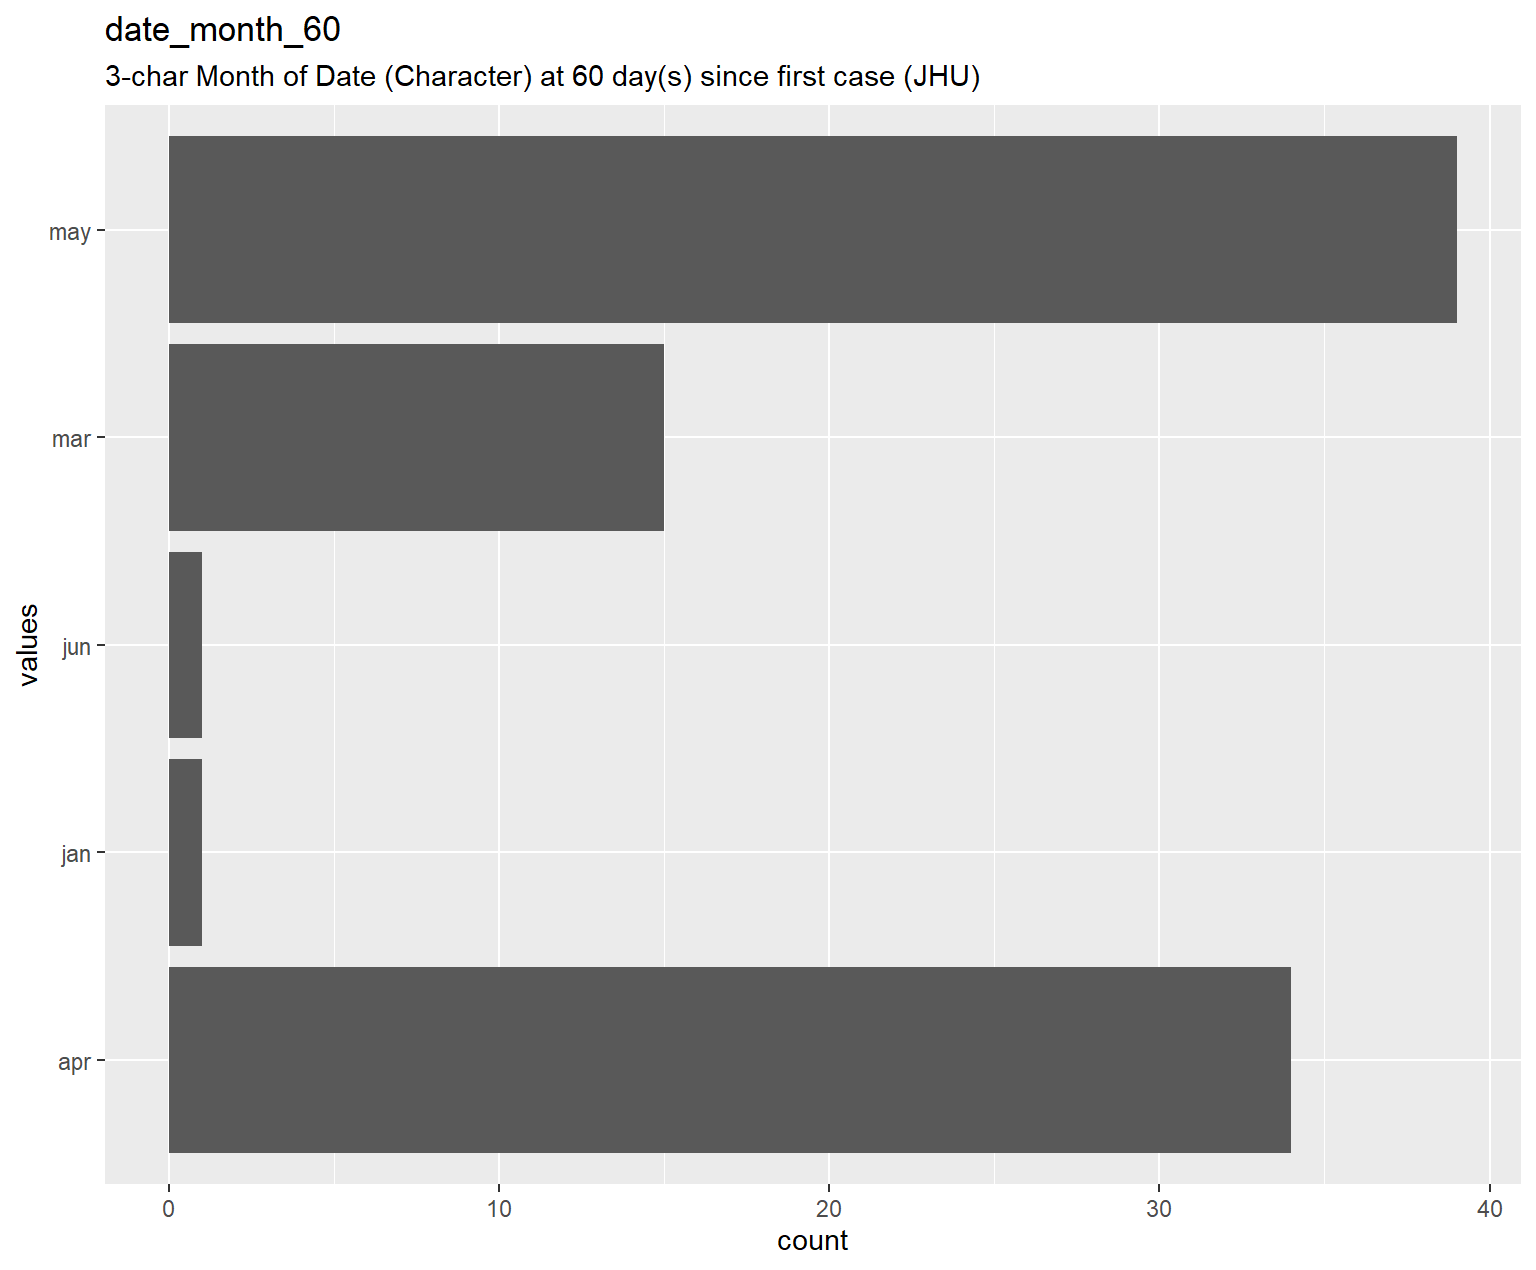 date_month_60
3-char Month of Date (Character) at 60 day(s) since first case (JHU)
values
may
mar
jun
jan
apr
0 10 20 30 40
count